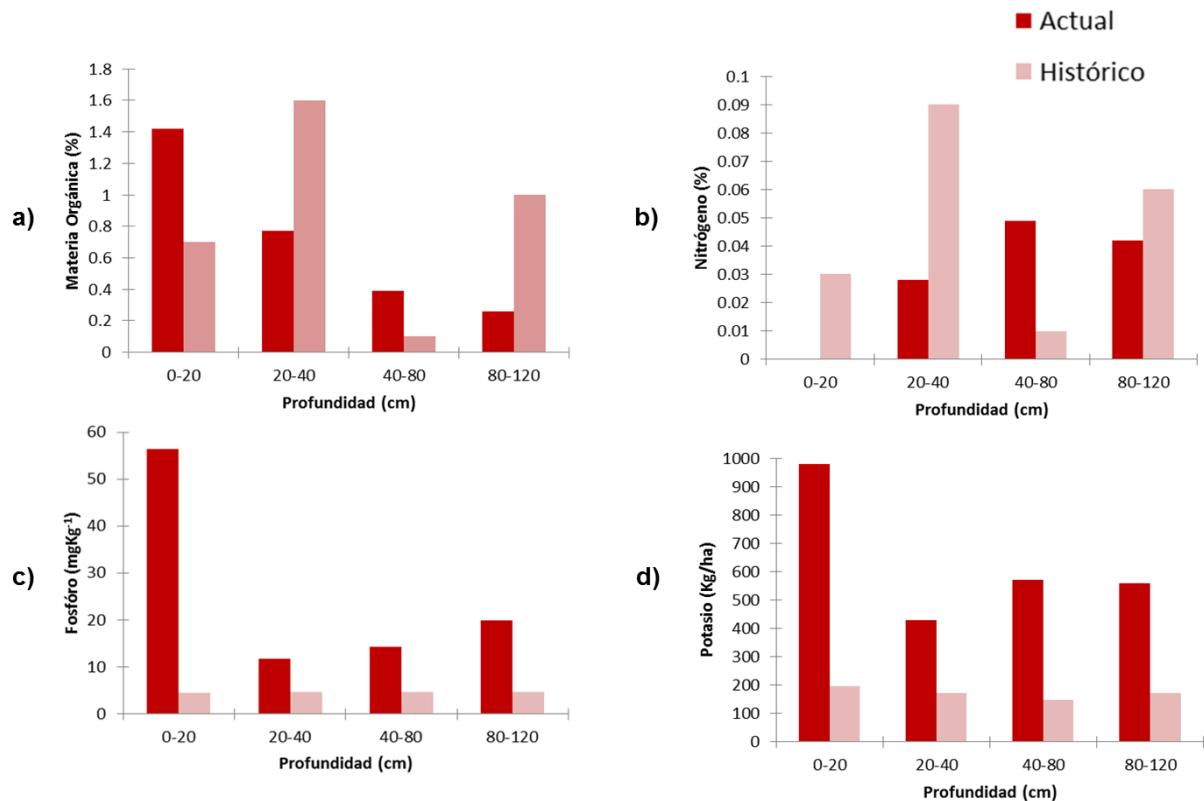 Actual
Histórico
a)
Materia Orgánica (%)
1.8
1.6
1.4
1.2
1
0.8
0.6
0.4
0.2
0
0-20 20-40 40-80 80-120
Profundidad (cm)
b)
Nitrógeno (%)
0.1
0.09
0.08
0.07
0.06
0.05
0.04
0.03
0.02
0.01
0
0-20 20-40 40-80 80-120
Profundidad (cm)
c)
Fosfóro (mgKg⁻¹)
60
50
40
30
20
10
0
0-20 20-40 40-80 80-120
Profundidad (cm)
d)
Potasio (Kg/ha)
1000
900
800
700
600
500
400
300
200
100
0
0-20 20-40 40-80 80-120
Profundidad (cm)